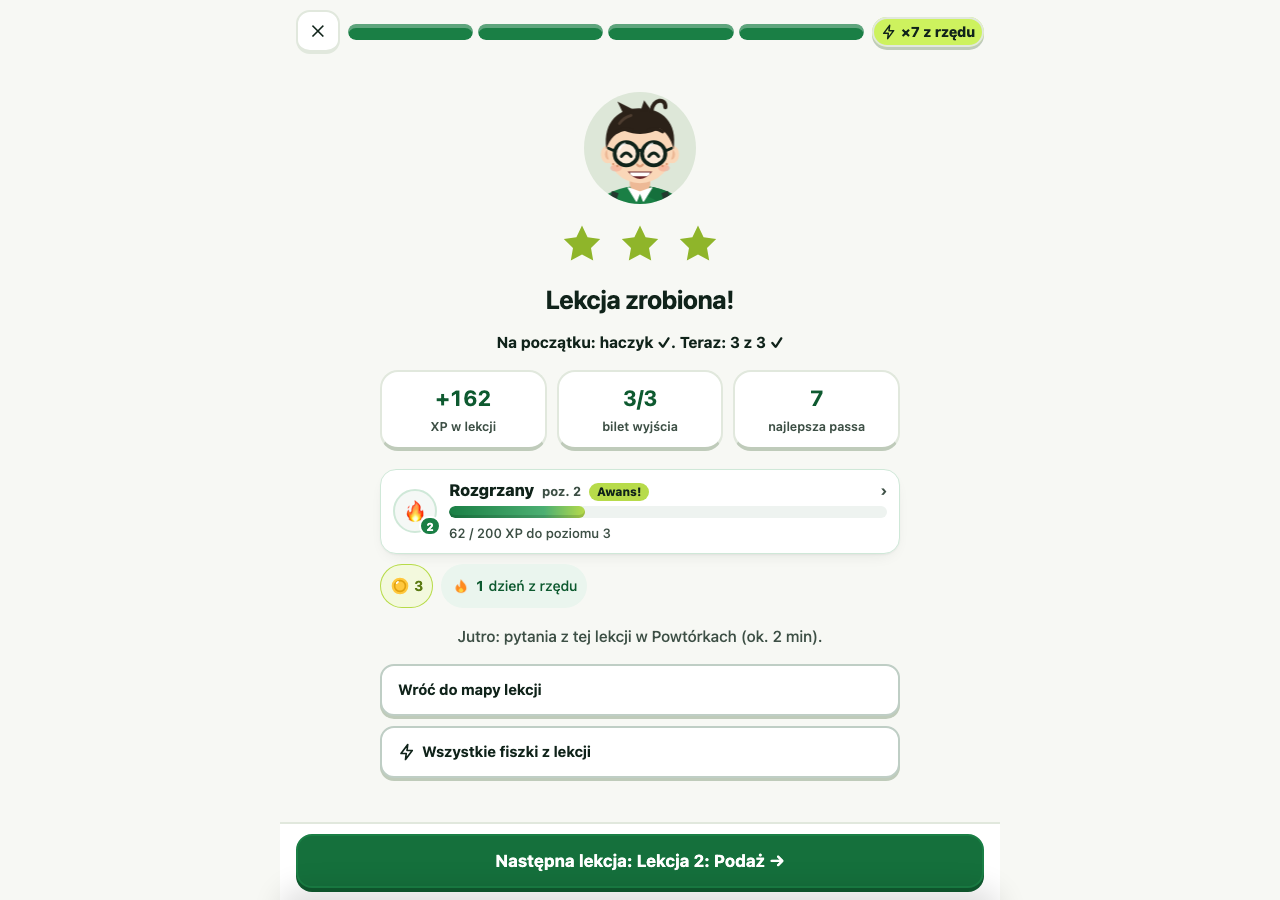 ×7 z rzędu
Lekcja zrobiona!
Na początku: haczyk ✓. Teraz: 3 z 3 ✓
+162
XP w lekcji
3/3
bilet wyjścia
7
najlepsza passa
Rozgrzany poz. 2 Awans!
2
62 / 200 XP do poziomu 3
3
1 dzień z rzędu
Jutro: pytania z tej lekcji w Powtórkach (ok. 2 min).
Wróć do mapy lekcji
Wszystkie fiszki z lekcji
Następna lekcja: Lekcja 2: Podaż →